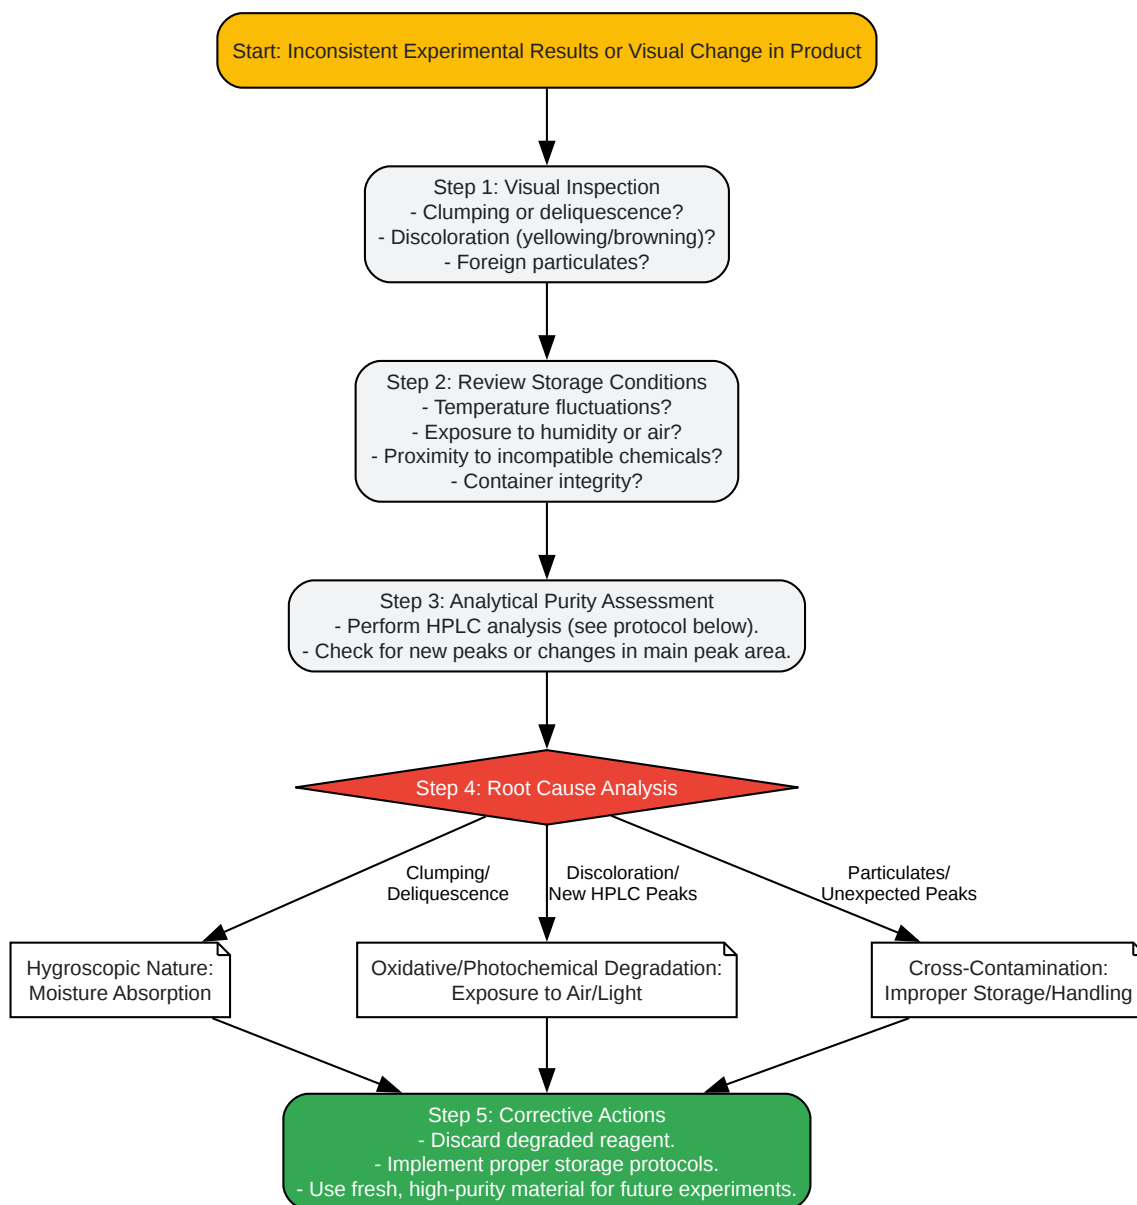 Start: Inconsistent Experimental Results or Visual Change in Product
Step 1: Visual Inspection
- Clumping or deliquescence?
- Discoloration (yellowing/browning)?
- Foreign particulates?
Step 2: Review Storage Conditions
- Temperature fluctuations?
- Exposure to humidity or air?
- Proximity to incompatible chemicals?
- Container integrity?
Step 3: Analytical Purity Assessment
- Perform HPLC analysis (see protocol below).
- Check for new peaks or changes in main peak area.
Step 4: Root Cause Analysis
Clumping/
Deliquescence
Discoloration/
New HPLC Peaks
Particulates/
Unexpected Peaks
Hygroscopic Nature:
Moisture Absorption
Oxidative/Photochemical Degradation:
Exposure to Air/Light
Cross-Contamination:
Improper Storage/Handling
Step 5: Corrective Actions
- Discard degraded reagent.
- Implement proper storage protocols.
- Use fresh, high-purity material for future experiments.